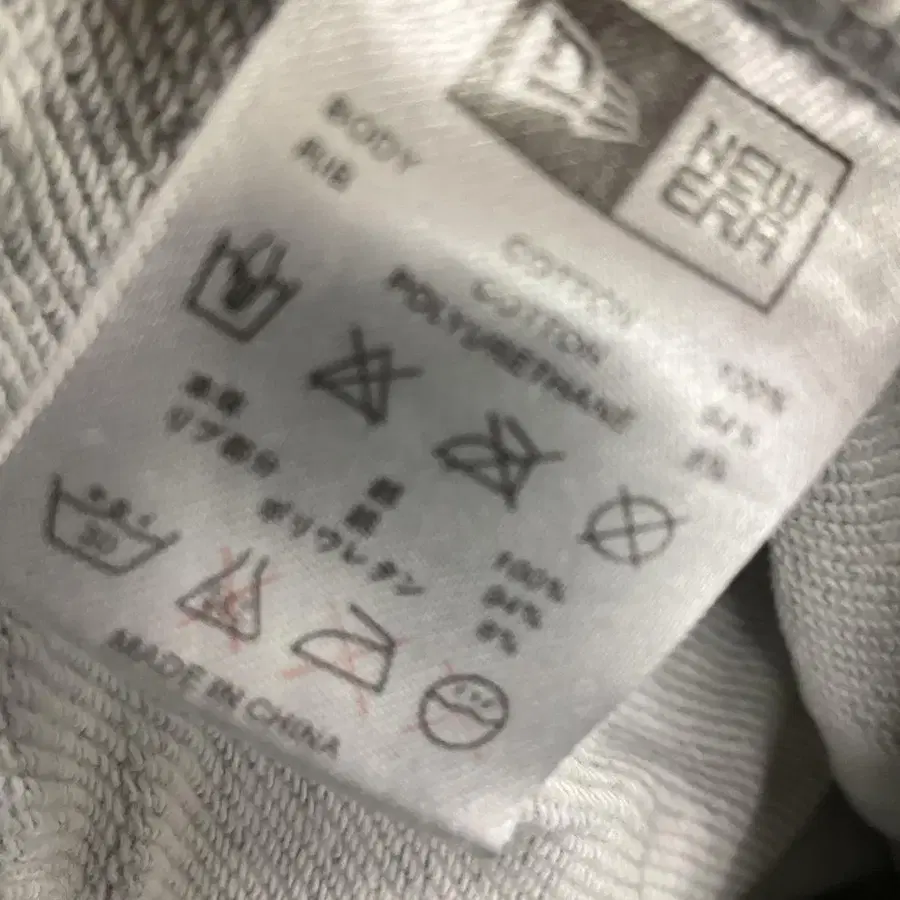 NEW
ERA
BODY COTTON 100%
RIB COTTON 94%
POLYURETHANE 6%
本体 綿 100%
リブ部分 綿 94%
ポリウレタン 6%
30
MADE IN CHINA